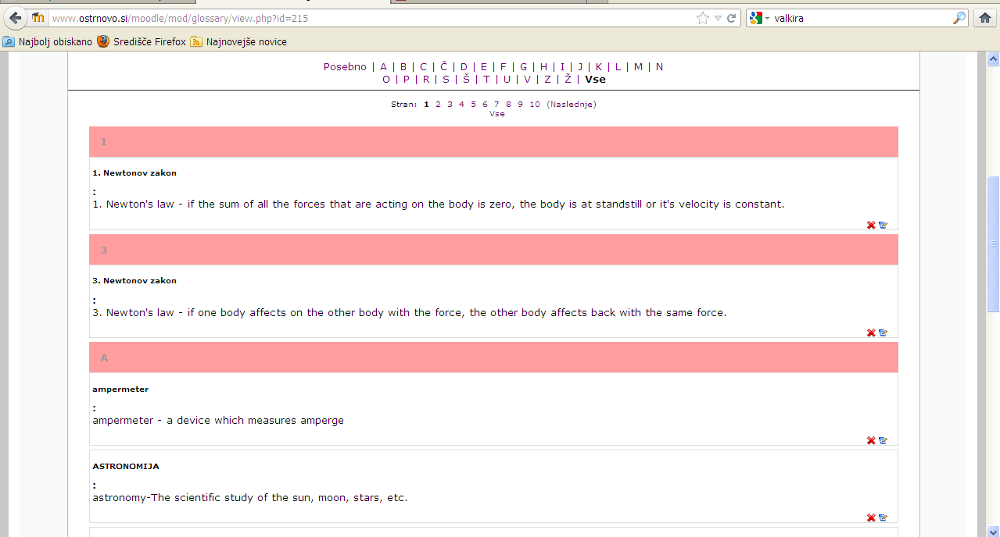 www.ostrnovo.si/moodle/mod/glossary/view.php?id=215
valkira
Najbolj obiskano Središče Firefox Najnovejše novice
Posebno | A | B | C | Č | D | E | F | G | H | I | J | K | L | M | N
O | P | R | S | Š | T | U | V | Z | Ž | Vse
Stran: 1 2 3 4 5 6 7 8 9 10 (Naslednje)
Vse
1
1. Newtonov zakon
:
1. Newton's law - if the sum of all the forces that are acting on the body is zero, the body is at standstill or it's velocity is constant.
3
3. Newtonov zakon
:
3. Newton's law - if one body affects on the other body with the force, the other body affects back with the same force.
A
ampermeter
:
ampermeter - a device which measures amperge
ASTRONOMIJA
:
astronomy-The scientific study of the sun, moon, stars, etc.